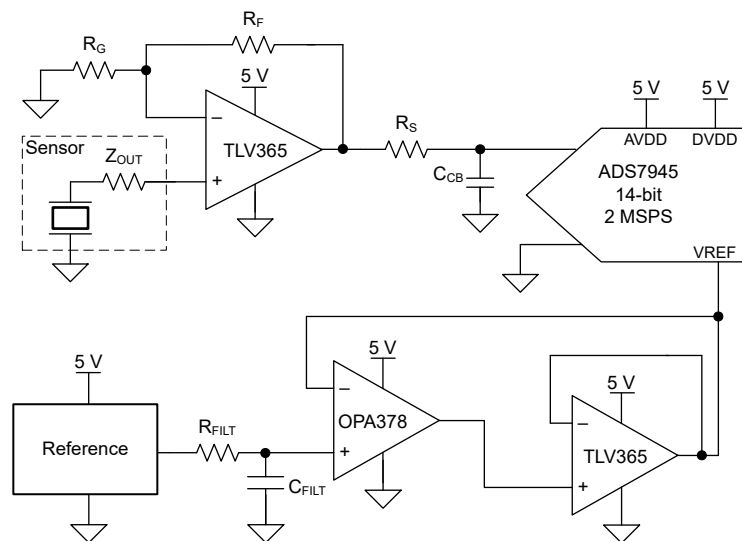 R_G
R_F
5 V
−
TLV365
+
Sensor
Z_OUT
R_S
C_CB
5 V
5 V
AVDD
DVDD
ADS7945
14-bit
2 MSPS
VREF
5 V
Reference
R_FILT
C_FILT
5 V
−
OPA378
+
5 V
−
TLV365
+